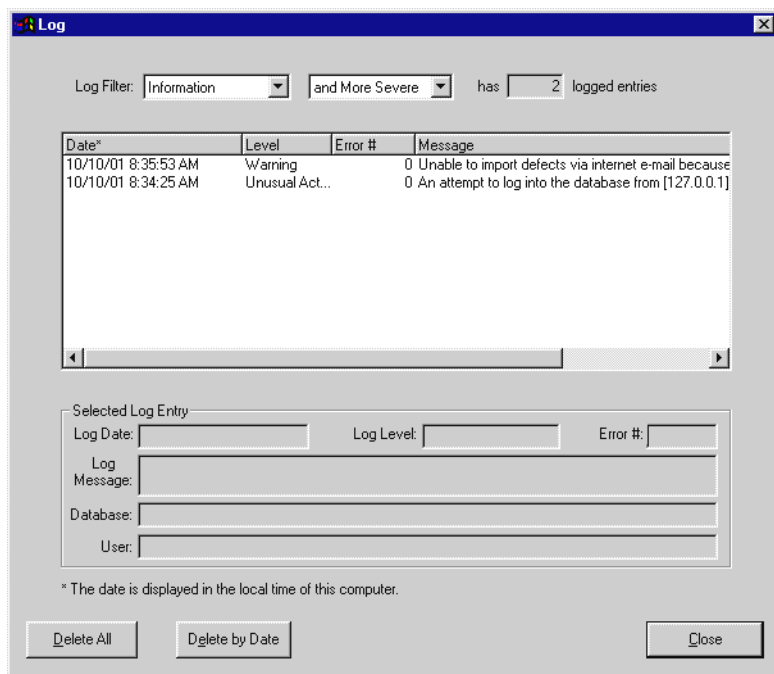 Log
Log Filter: Information and More Severe has 2 logged entries
Date* Level Error # Message
10/10/01 8:35:53 AM Warning 0 Unable to import defects via internet e-mail because
10/10/01 8:34:25 AM Unusual Act... 0 An attempt to log into the database from [127.0.0.1]
Selected Log Entry
Log Date: Log Level: Error #:
Log
Message:
Database:
User:
* The date is displayed in the local time of this computer.
Delete All Delete by Date Close